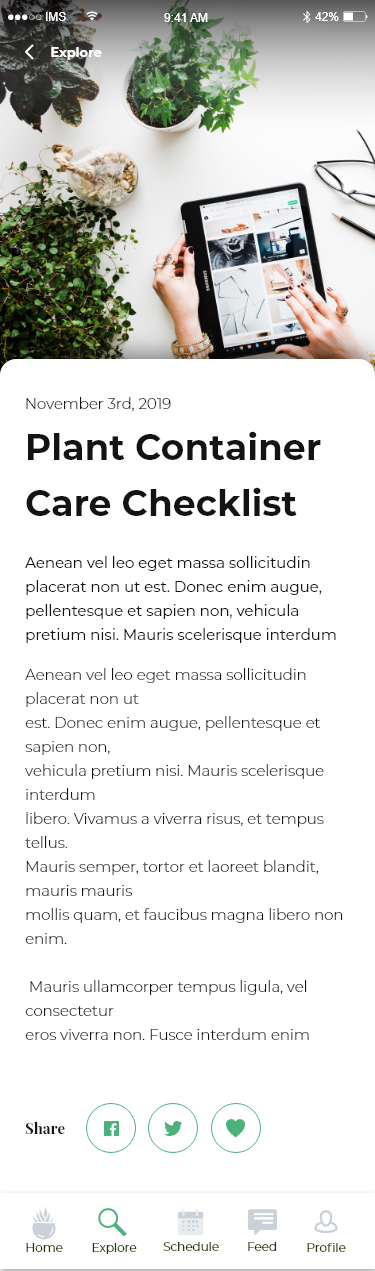 IMS 9:41 AM 42%
Explore
SAMSUNG
November 3rd, 2019
Plant Container
Care Checklist
Aenean vel leo eget massa sollicitudin
placerat non ut est. Donec enim augue,
pellentesque et sapien non, vehicula
pretium nisi. Mauris scelerisque interdum
Aenean vel leo eget massa sollicitudin
placerat non ut
est. Donec enim augue, pellentesque et
sapien non,
vehicula pretium nisi. Mauris scelerisque
interdum
libero. Vivamus a viverra risus, et tempus
tellus.
Mauris semper, tortor et laoreet blandit,
mauris mauris
mollis quam, et faucibus magna libero non
enim.
Mauris ullamcorper tempus ligula, vel
consectetur
eros viverra non. Fusce interdum enim
Share
Home Explore Schedule Feed Profile